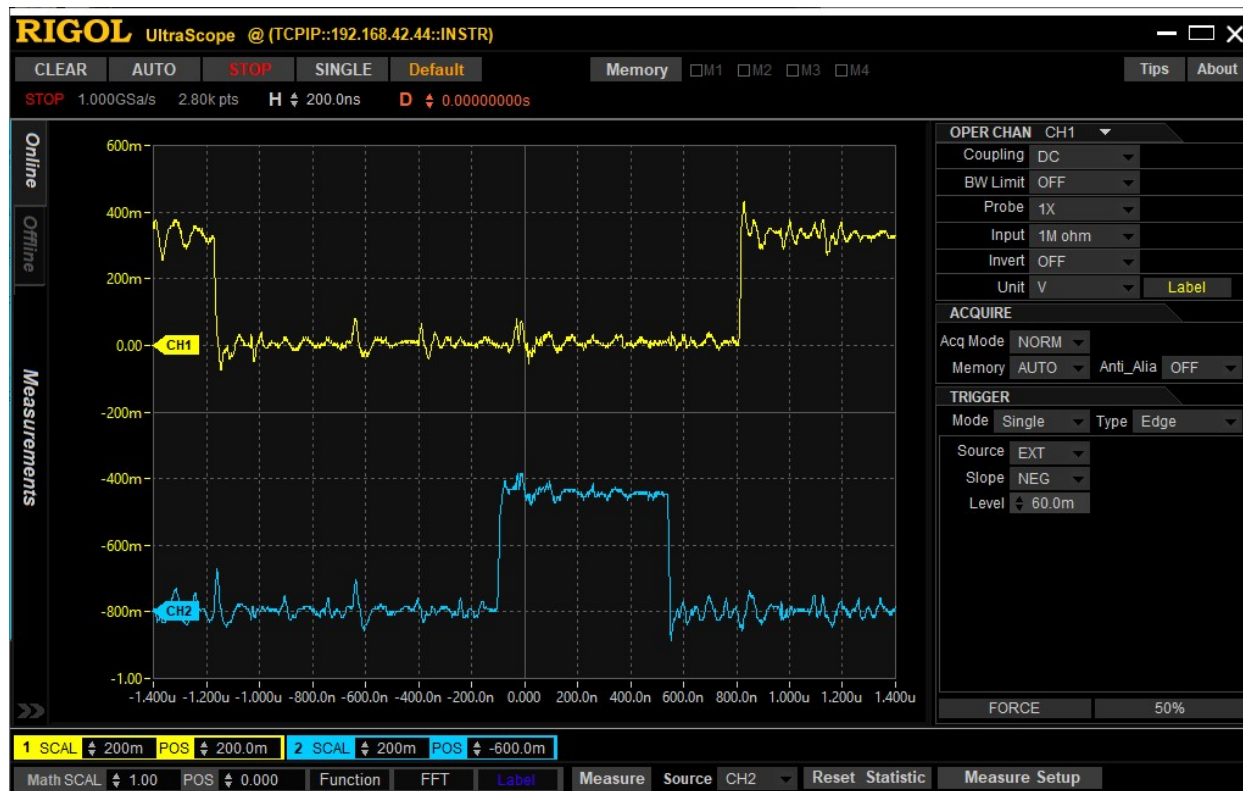 RIGOL UltraScope @ (TCPIP::192.168.42.44::INSTR)
CLEAR AUTO STOP SINGLE Default Memory M1 M2 M3 M4 Tips About
STOP 1.000GSa/s 2.80k pts H 200.0ns D 0.00000000s
Online
Offline
Measurements
600m
400m
200m
0.00 CH1
-200m
-400m
-600m
-800m CH2
-1.00
-1.400u -1.200u -1.000u -800.0n -600.0n -400.0n -200.0n 0.000 200.0n 400.0n 600.0n 800.0n 1.000u 1.200u 1.400u
OPER CHAN CH1
Coupling DC
BW Limit OFF
Probe 1X
Input 1M ohm
Invert OFF
Unit V Label
ACQUIRE
Acq Mode NORM
Memory AUTO Anti_Alia OFF
TRIGGER
Mode Single Type Edge
Source EXT
Slope NEG
Level 60.0m
FORCE 50%
1 SCAL 200m POS 200.0m 2 SCAL 200m POS -600.0m
Math SCAL 1.00 POS 0.000 Function FFT Label Measure Source CH2 Reset Statistic Measure Setup